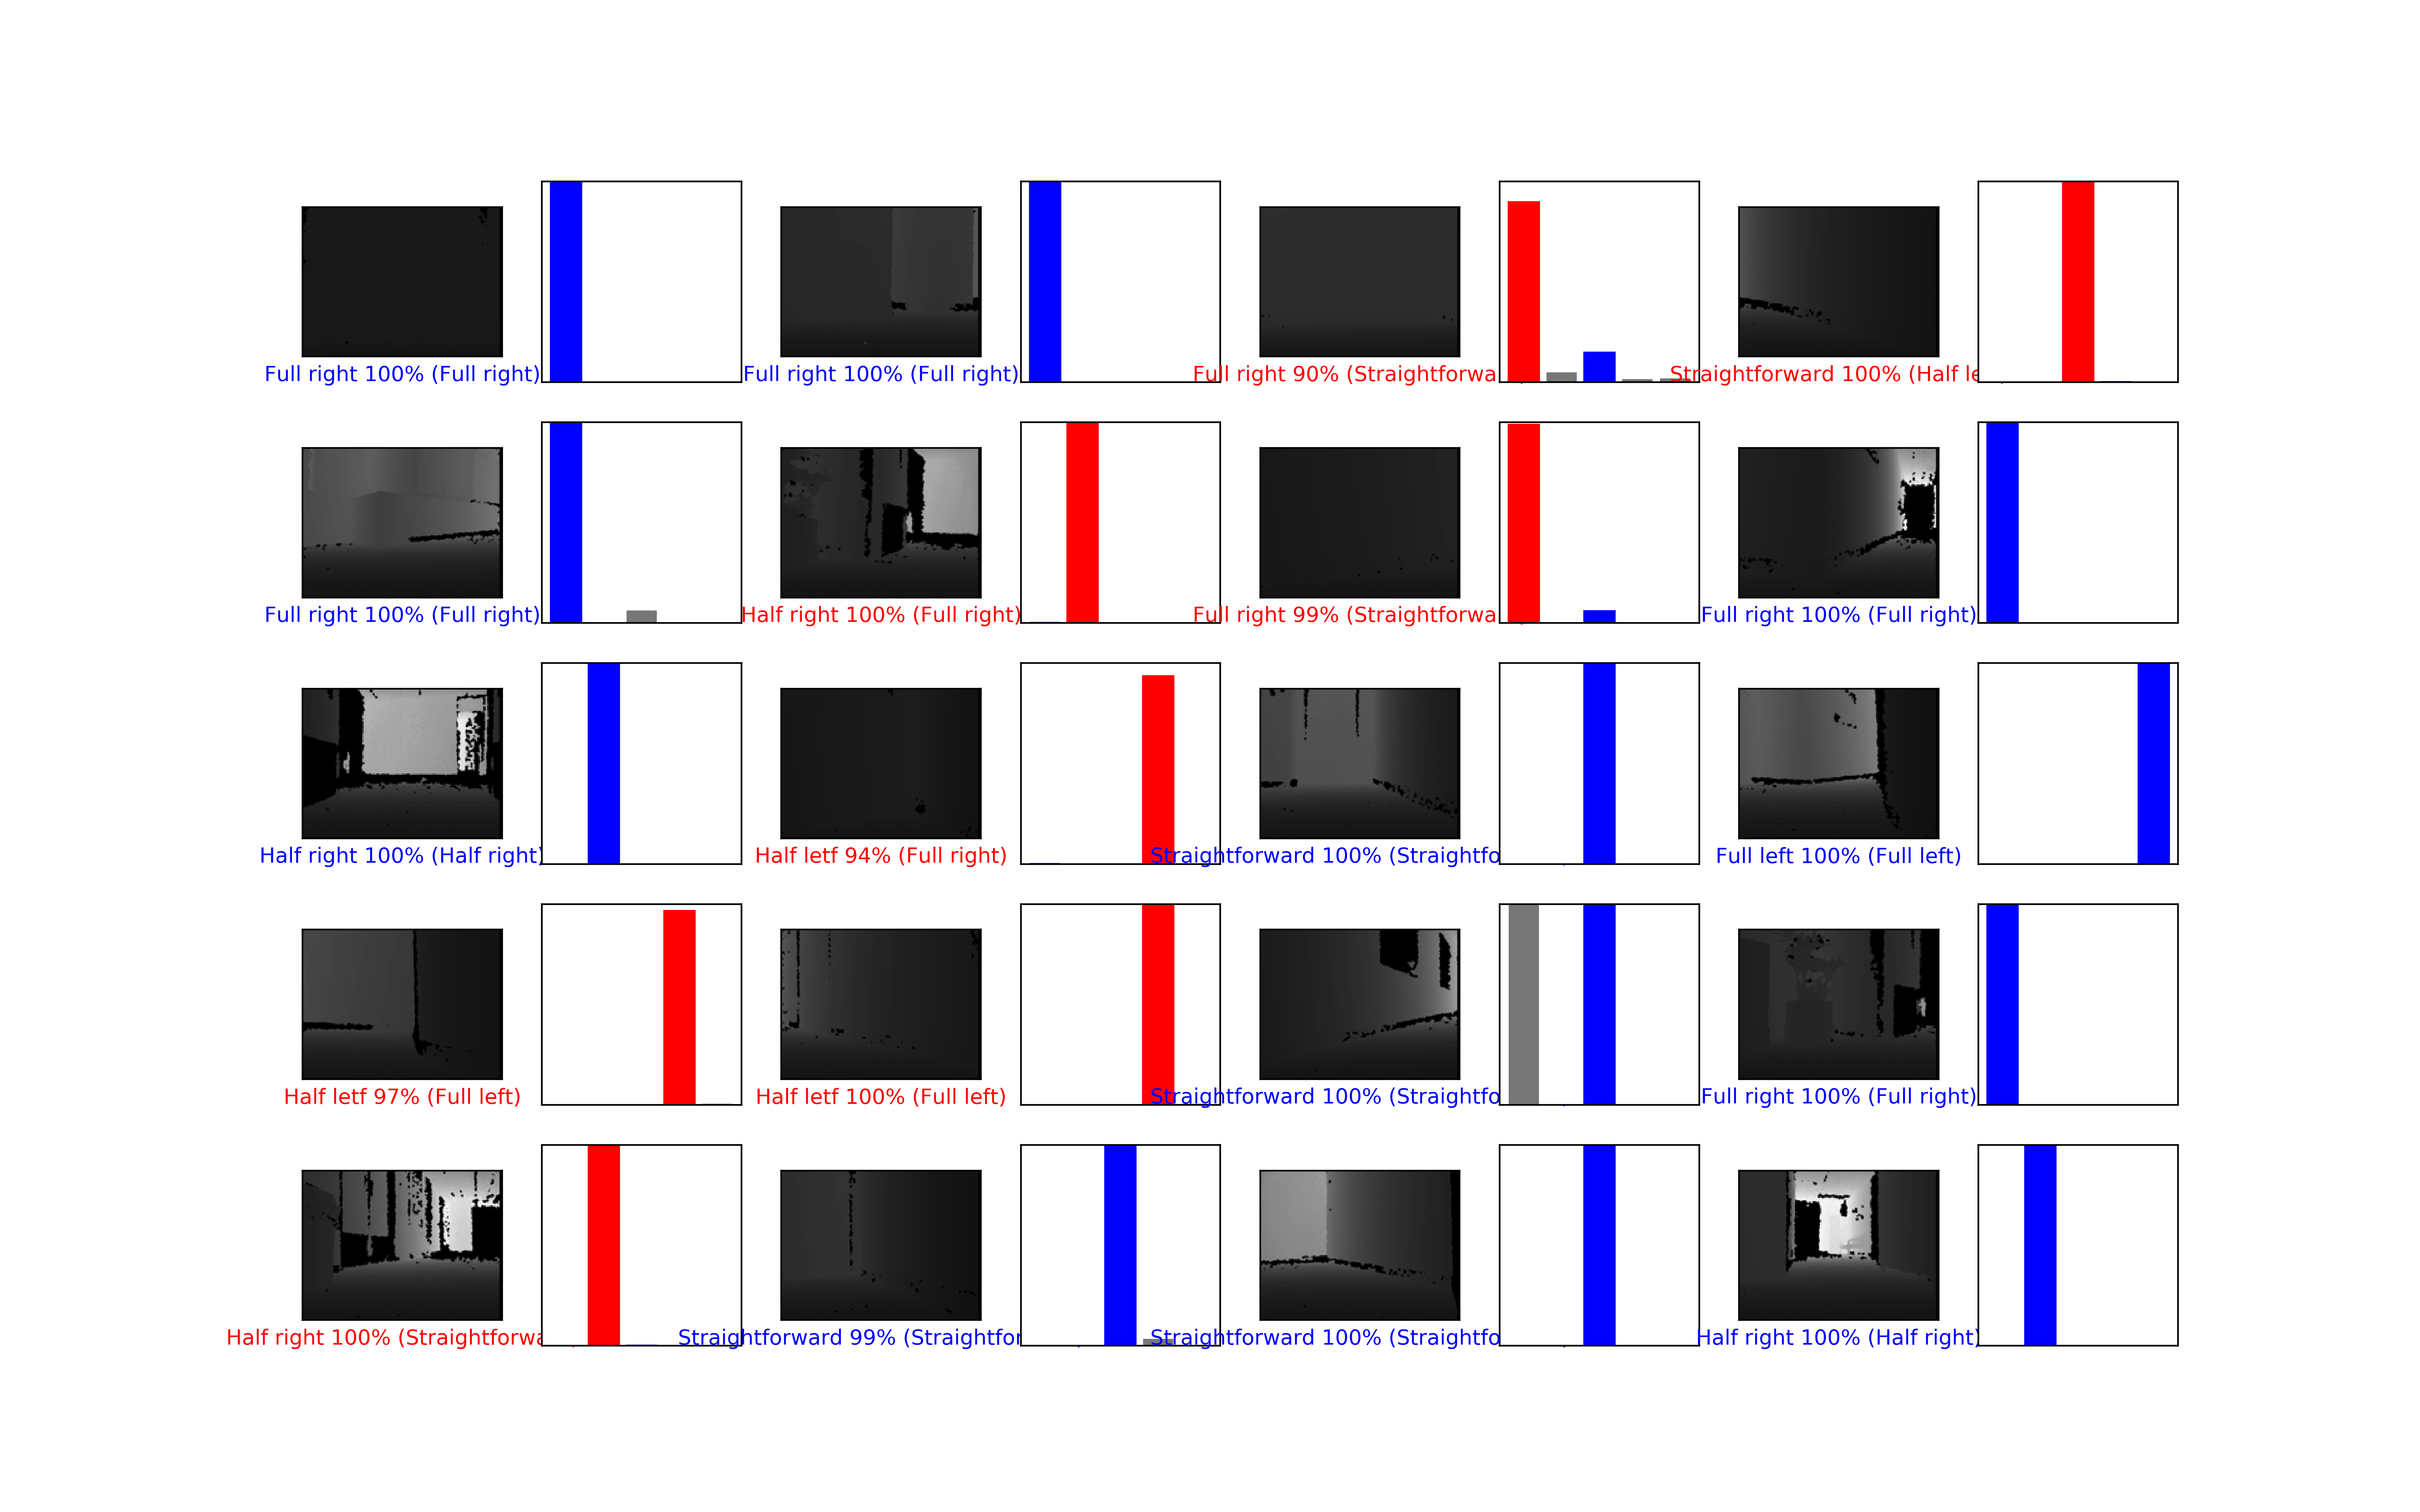 Full right 100% (Full right)
Full right 100% (Full right)
Full right 90% (Straightforwa
Straightforward 100% (Half le
Full right 100% (Full right)
Half right 100% (Full right)
Full right 99% (Straightforwa
Full right 100% (Full right)
Half right 100% (Half right)
Half letf 94% (Full right)
Straightforward 100% (Straightfo
Full left 100% (Full left)
Half letf 97% (Full left)
Half letf 100% (Full left)
Straightforward 100% (Straightfo
Full right 100% (Full right)
Half right 100% (Straightforwa
Straightforward 99% (Straightfor
Straightforward 100% (Straightfo
Half right 100% (Half right)